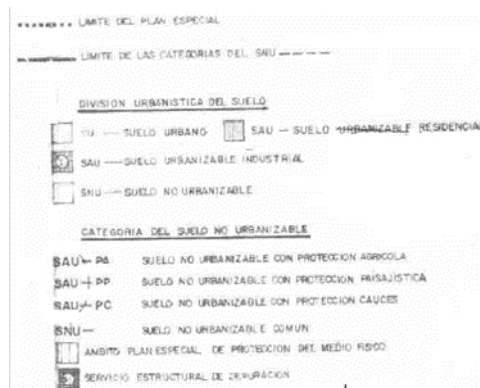 LIMITE DEL PLAN ESPECIAL
LIMITE DE LAS CATEGORIAS DEL SNU
DIVISION URBANISTICA DEL SUELO
SU — SUELO URBANO SAU — SUELO URBANIZABLE RESIDENCIAL
SAU — SUELO URBANIZABLE INDUSTRIAL
SNU — SUELO NO URBANIZABLE
CATEGORIA DEL SUELO NO URBANIZABLE
SAU — PA SUELO NO URBANIZABLE CON PROTECCION AGRICOLA
SAU — PP SUELO NO URBANIZABLE CON PROTECCION PAISAJISTICA
SAU — PC SUELO NO URBANIZABLE CON PROTECCION CAUCES
SNU — SUELO NO URBANIZABLE COMUN
AMBITO PLAN ESPECIAL DE PROTECCION DEL MEDIO FISICO
SERVICIO ESTRUCTURAL DE DEPURACION